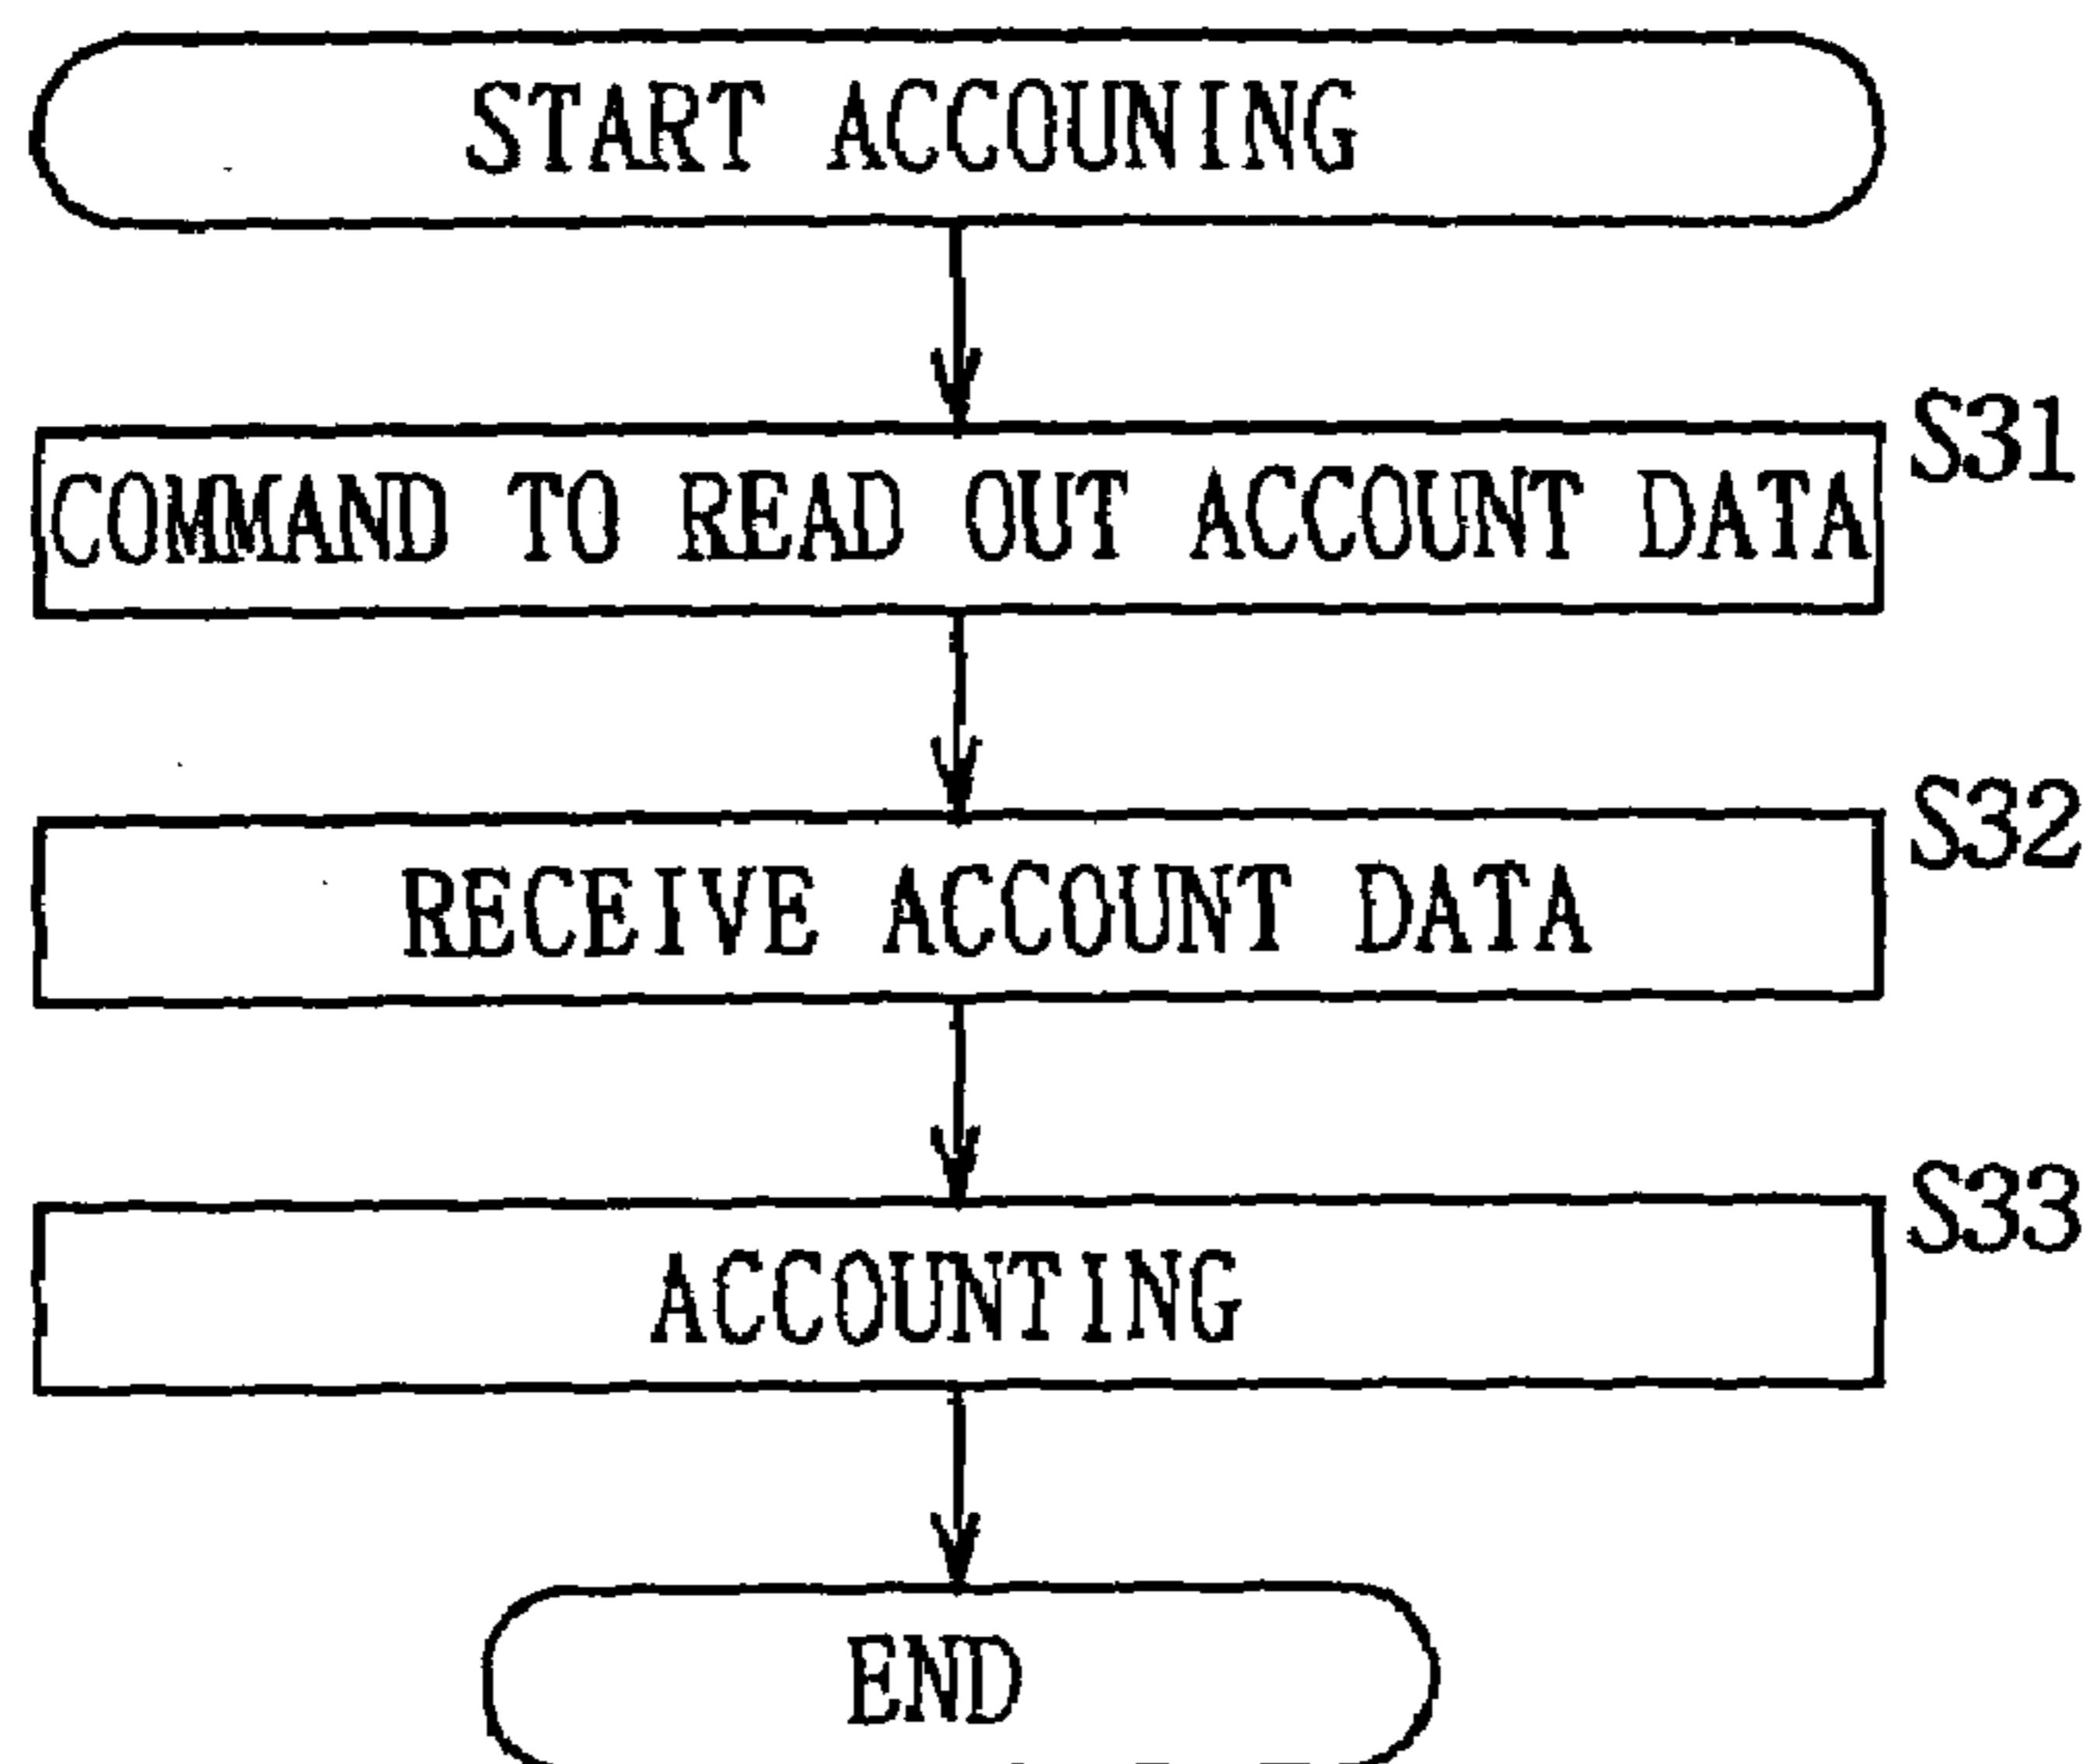 START ACCOUNING
S31
COMMAND TO READ OUT ACCOUNT DATA
S32
RECEIVE ACCOUNT DATA
S33
ACCOUNTING
END